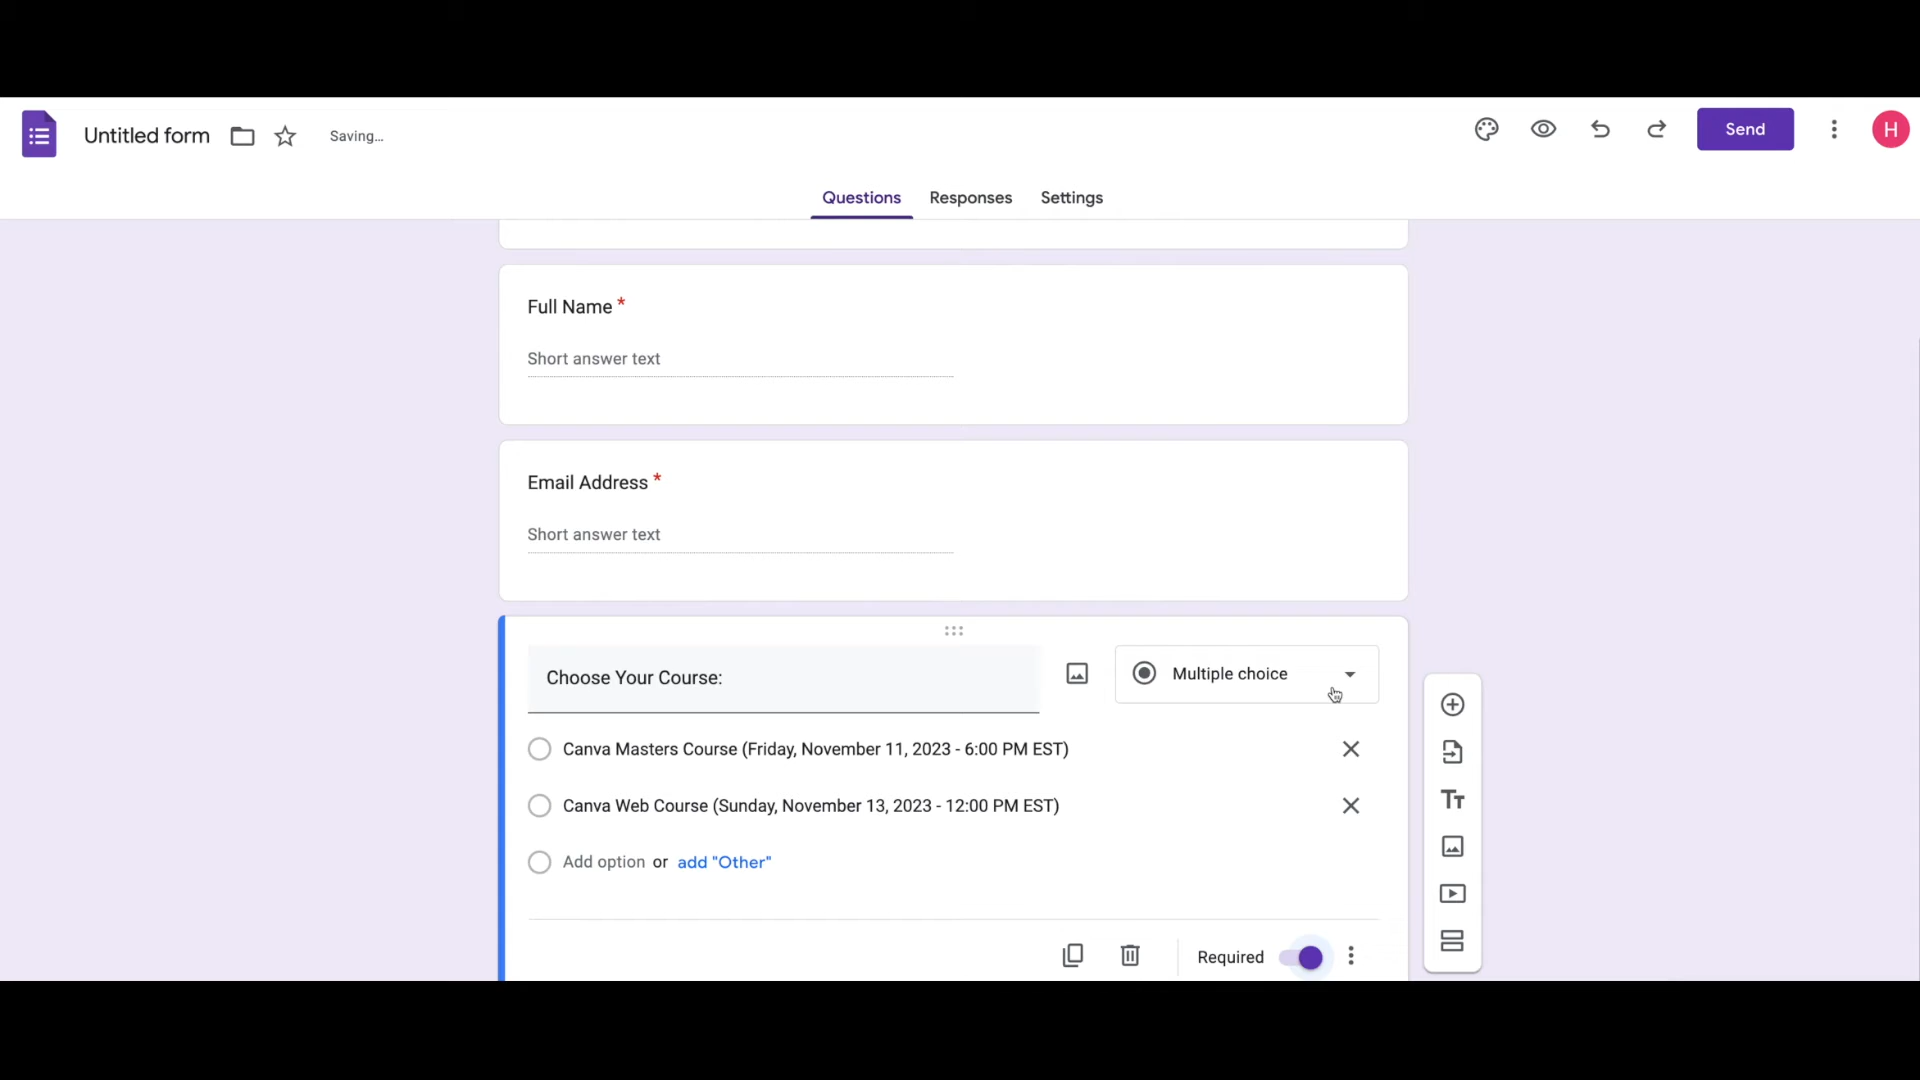 Untitled form
Saving...
Send
H
Questions
Responses
Settings
Full Name *
Short answer text
Email Address *
Short answer text
Choose Your Course:
Multiple choice
Canva Masters Course (Friday, November 11, 2023 - 6:00 PM EST)
Canva Web Course (Sunday, November 13, 2023 - 12:00 PM EST)
Add option or add "Other"
Required